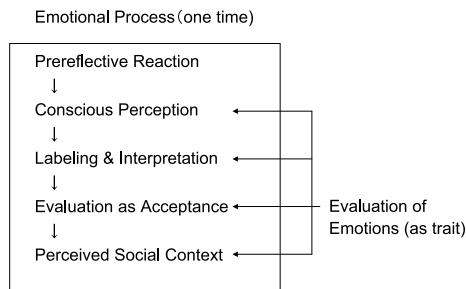 Emotional Process(one time)
Prereflective Reaction
↓
Conscious Perception
↓
Labeling & Interpretation
↓
Evaluation as Acceptance
↓
Perceived Social Context
Evaluation of
Emotions (as trait)